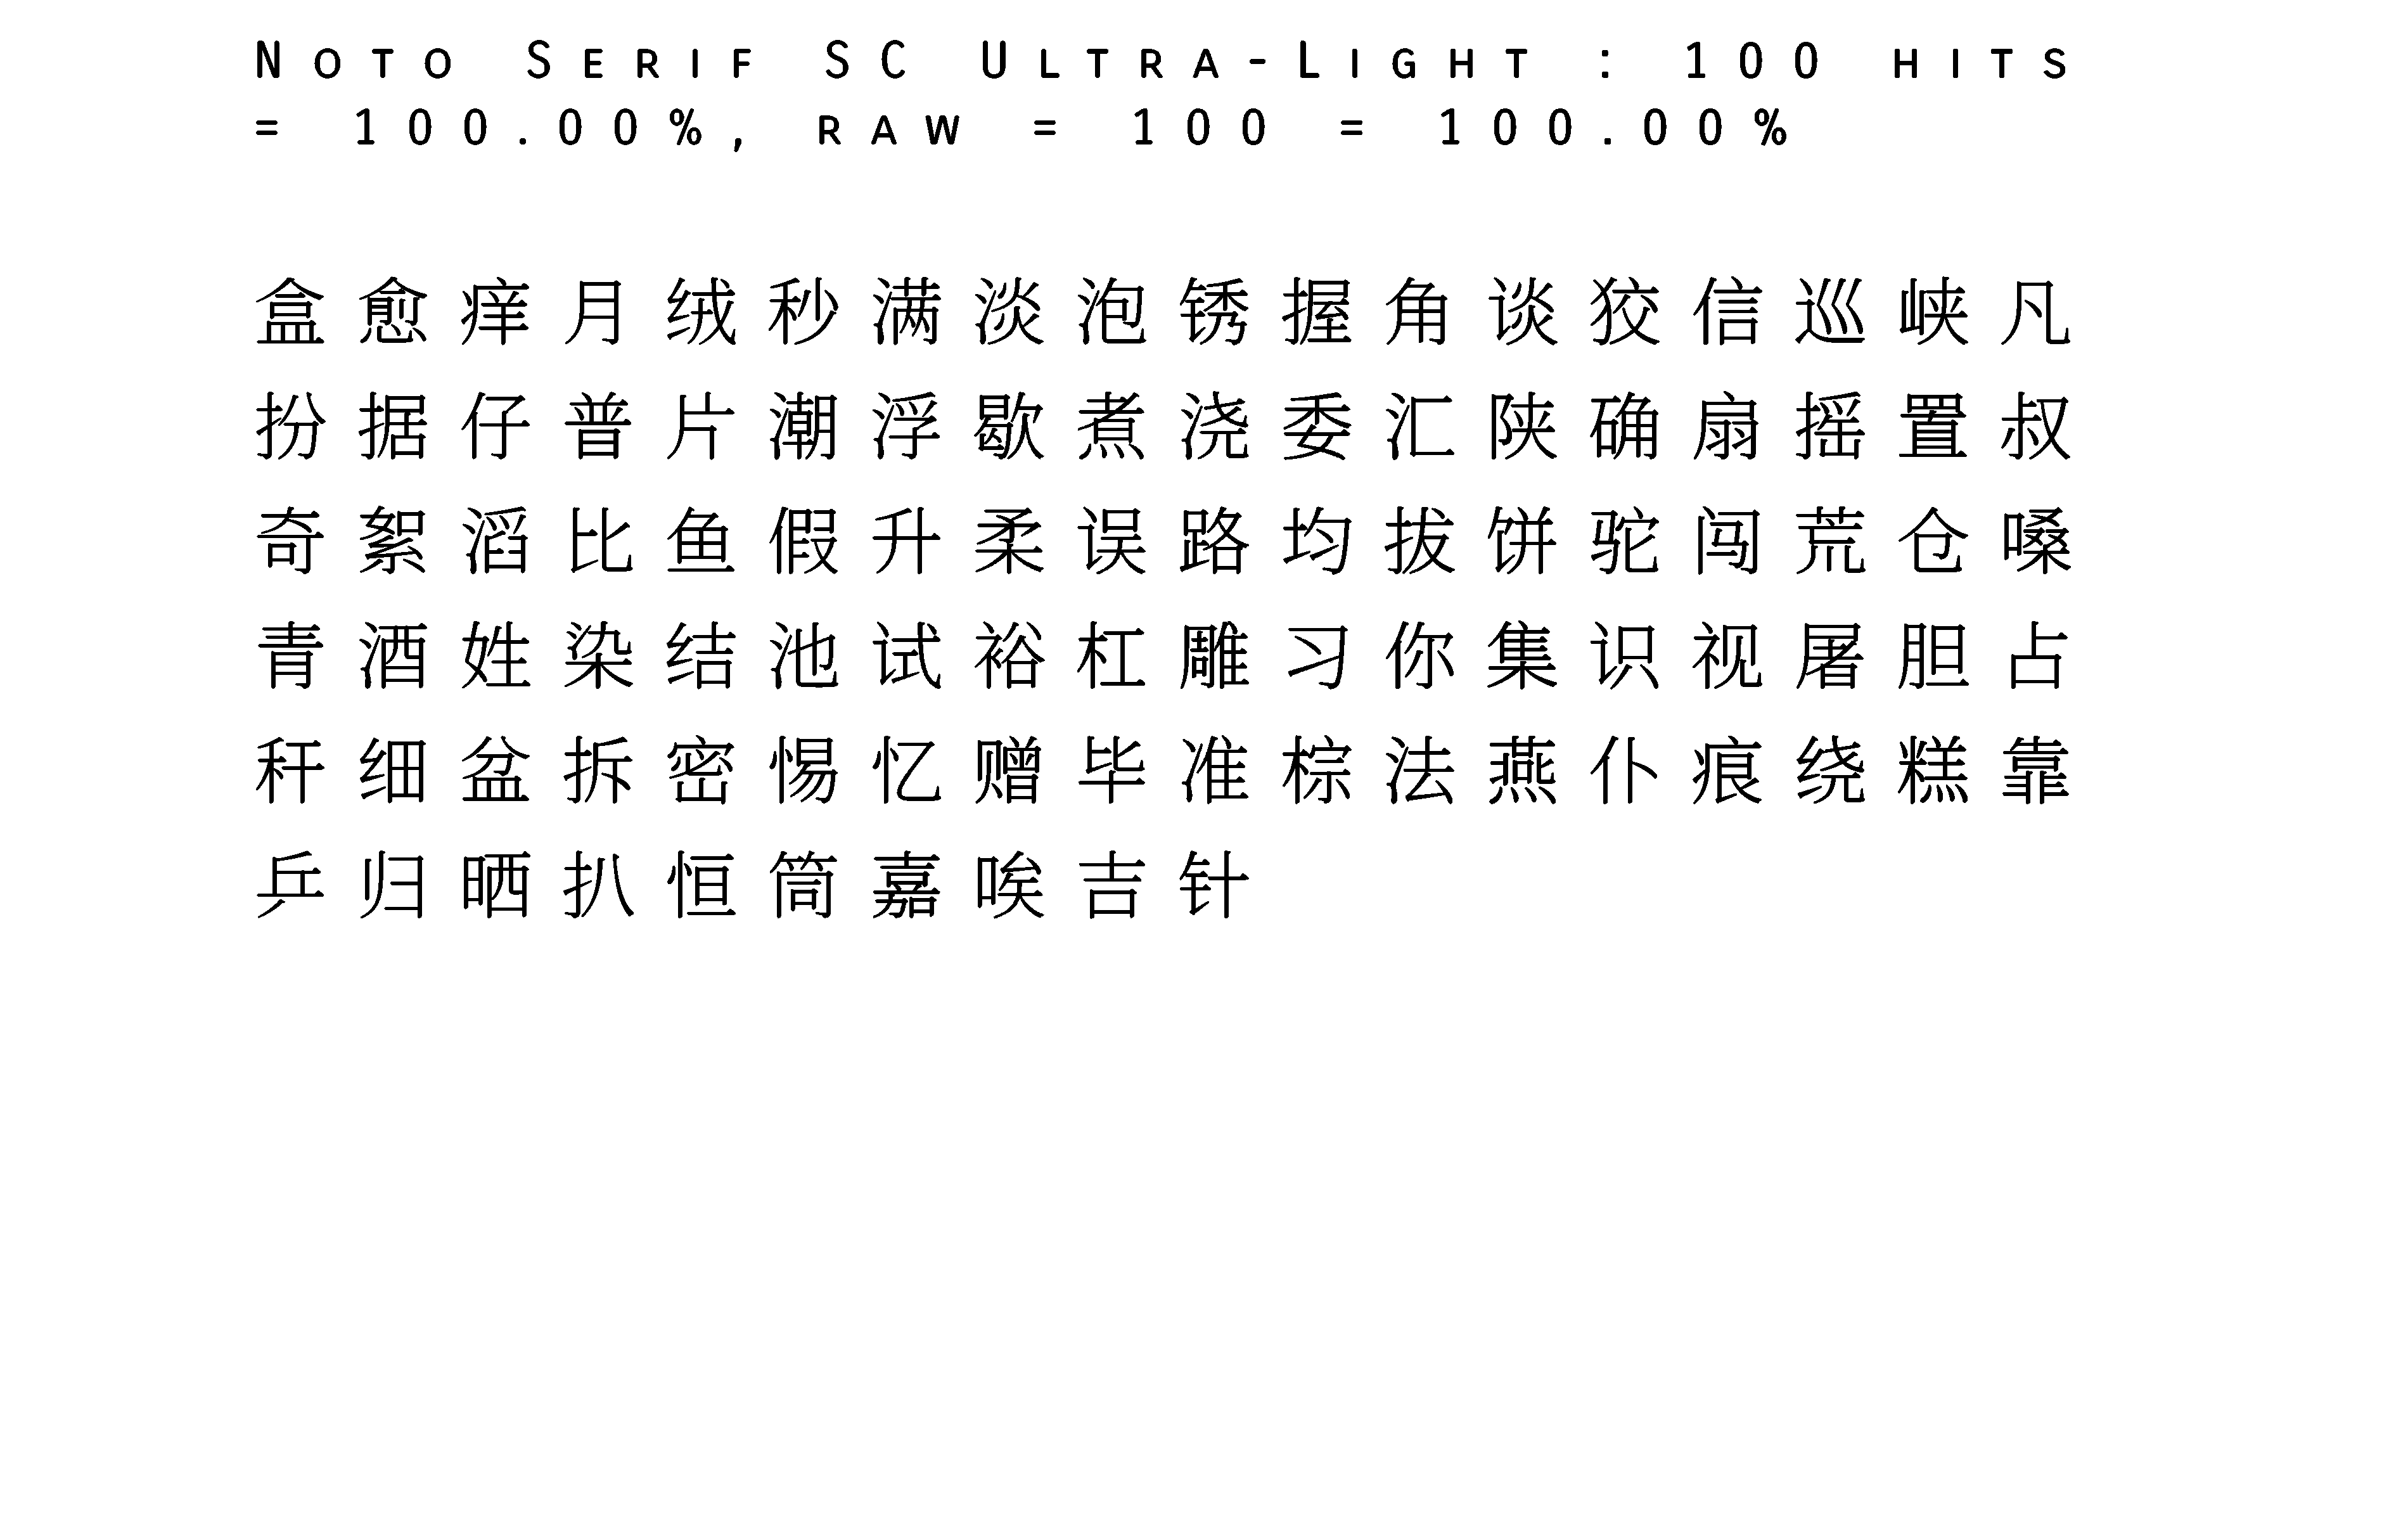 Noto Serif SC Ultra-Light : 100 hits
= 100.00%, raw = 100 = 100.00%
盒愈痒月绒秒满淡泡锈握角谈狡信巡峡凡
扮据仔普片潮浮歇煮浇委汇陕确扇摇置叔
奇絮滔比鱼假升柔误路均拔饼驼闯荒仓嗓
青酒姓染结池试裕杠雕习你集识视屠胆占
秆细盆拆密惕忆赠毕准棕法燕仆痕绕糕靠
乒归晒扒恒筒嘉唉吉针